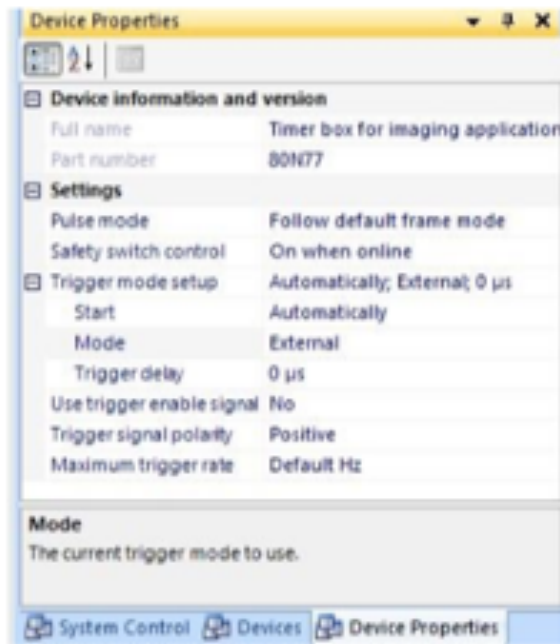 Device Properties
Device information and version
Full name Timer box for imaging application
Part number 80N77
Settings
Pulse mode Follow default frame mode
Safety switch control On when online
Trigger mode setup Automatically; External; 0 µs
Start Automatically
Mode External
Trigger delay 0 µs
Use trigger enable signal No
Trigger signal polarity Positive
Maximum trigger rate Default Hz
Mode
The current trigger mode to use.
System Control Devices Device Properties